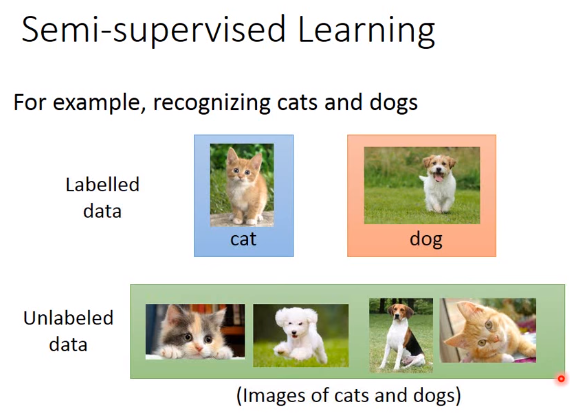 Semi-supervised Learning
For example, recognizing cats and dogs
Labelled
data
cat
dog
Unlabeled
data
(Images of cats and dogs)